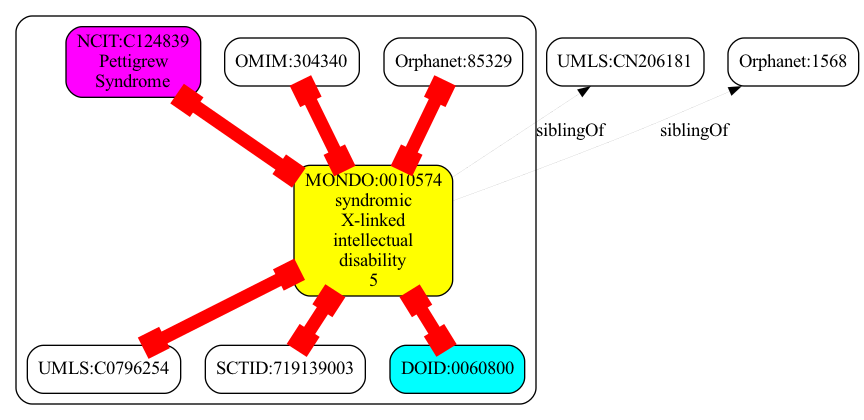 NCIT:C124839
Pettigrew
Syndrome
OMIM:304340
Orphanet:85329
UMLS:CN206181
Orphanet:1568
siblingOf
siblingOf
MONDO:0010574
syndromic
X-linked
intellectual
disability
5
UMLS:C0796254
SCTID:719139003
DOID:0060800